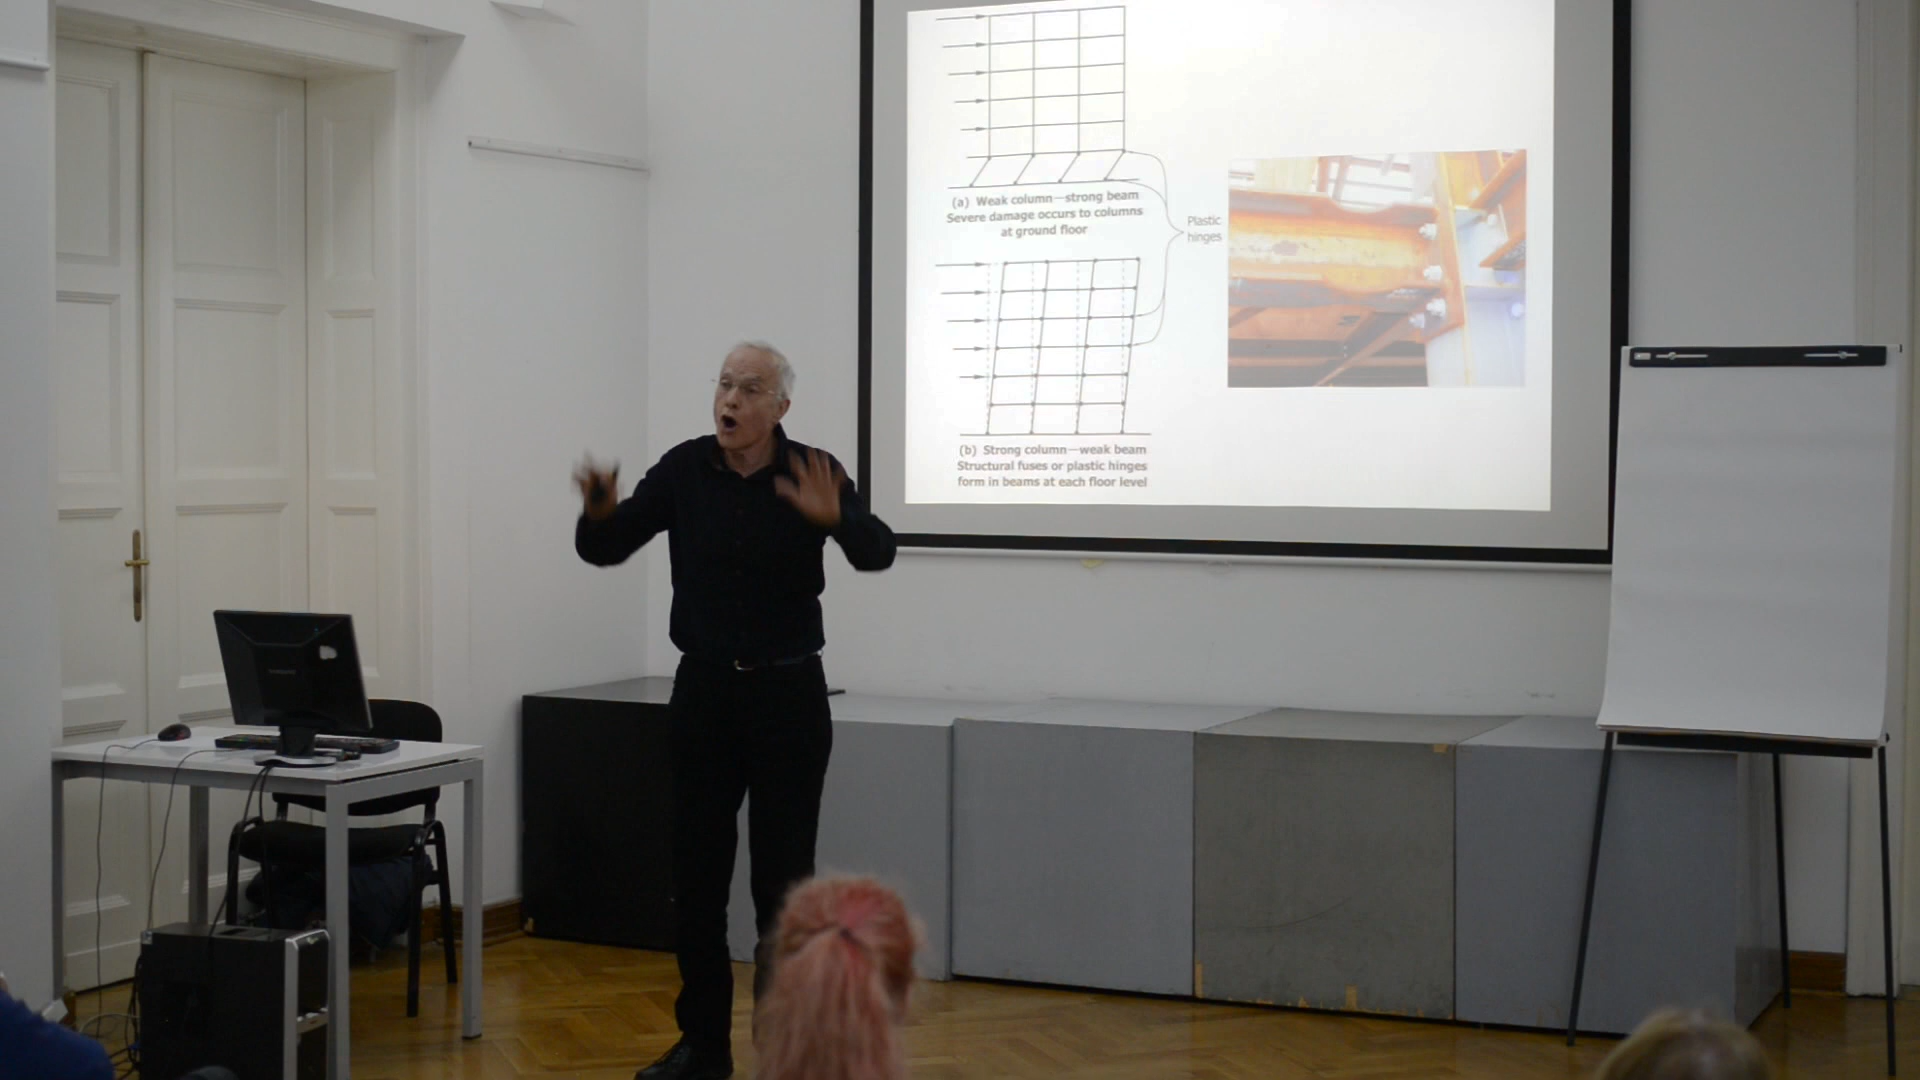 (a) Weak column—strong beam
Severe damage occurs to columns
at ground floor
Plastic
hinges
(b) Strong column—weak beam
Structural fuses or plastic hinges
form in beams at each floor level